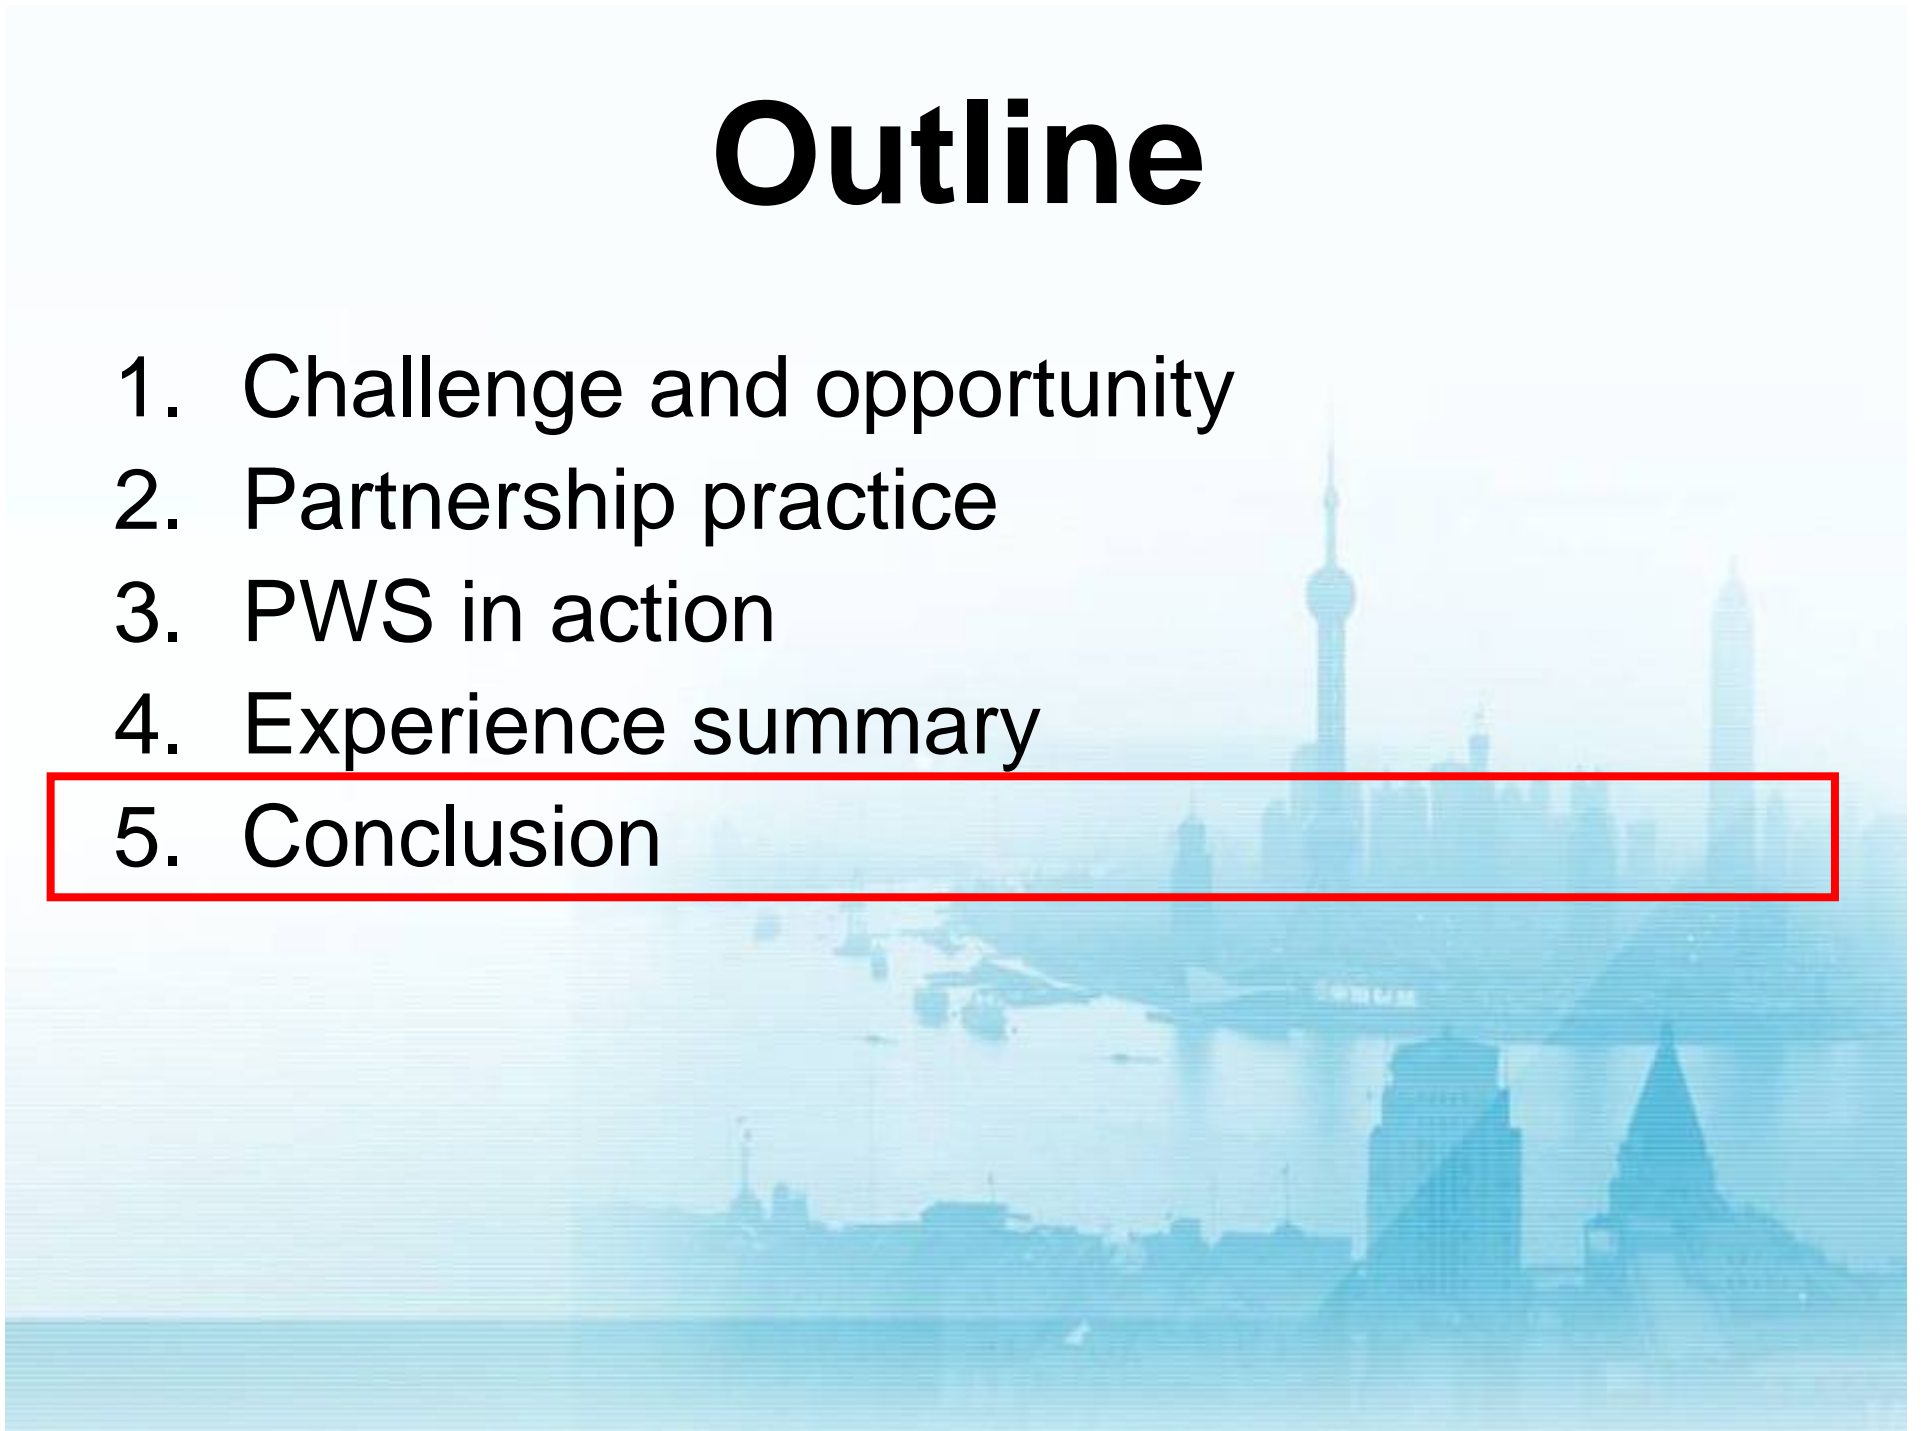 Outline
1. Challenge and opportunity
2. Partnership practice
3. PWS in action
4. Experience summary
5. Conclusion